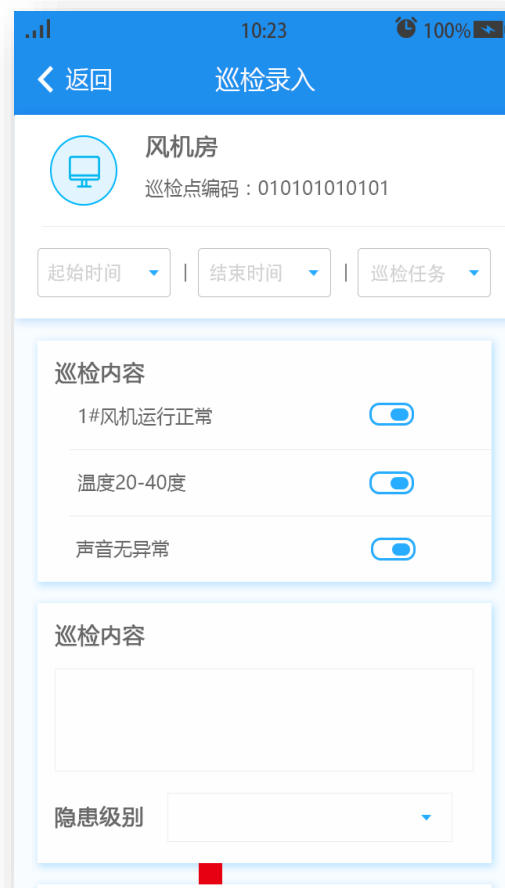 10:23 100%
返回 巡检录入
风机房
巡检点编码：010101010101
起始时间 | 结束时间 | 巡检任务
巡检内容
1#风机运行正常
温度20-40度
声音无异常
巡检内容
隐患级别